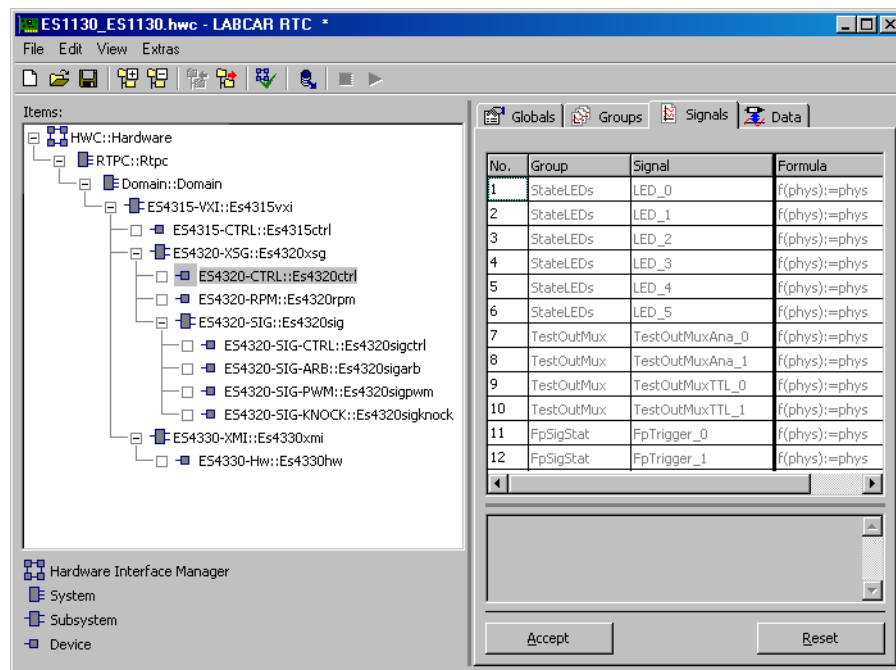 ES1130_ES1130.hwc - LABCAR RTC *
File Edit View Extras
Items:
HWC::Hardware
RTPC::Rtpc
Domain::Domain
ES4315-VXI::Es4315vxi
ES4315-CTRL::Es4315ctrl
ES4320-XSG::Es4320xsg
ES4320-CTRL::Es4320ctrl
ES4320-RPM::Es4320rpm
ES4320-SIG::Es4320sig
ES4320-SIG-CTRL::Es4320sigctrl
ES4320-SIG-ARB::Es4320sigarb
ES4320-SIG-PWM::Es4320sigpwm
ES4320-SIG-KNOCK::Es4320sigknock
ES4330-XMI::Es4330xmi
ES4330-Hw::Es4330hw
Hardware Interface Manager
System
Subsystem
Device
Globals Groups Signals Data
No. Group Signal Formula
1 StateLEDs LED_0 f(phys):=phys
2 StateLEDs LED_1 f(phys):=phys
3 StateLEDs LED_2 f(phys):=phys
4 StateLEDs LED_3 f(phys):=phys
5 StateLEDs LED_4 f(phys):=phys
6 StateLEDs LED_5 f(phys):=phys
7 TestOutMux TestOutMuxAna_0 f(phys):=phys
8 TestOutMux TestOutMuxAna_1 f(phys):=phys
9 TestOutMux TestOutMuxTTL_0 f(phys):=phys
10 TestOutMux TestOutMuxTTL_1 f(phys):=phys
11 FpSigStat FpTrigger_0 f(phys):=phys
12 FpSigStat FpTrigger_1 f(phys):=phys
Accept Reset